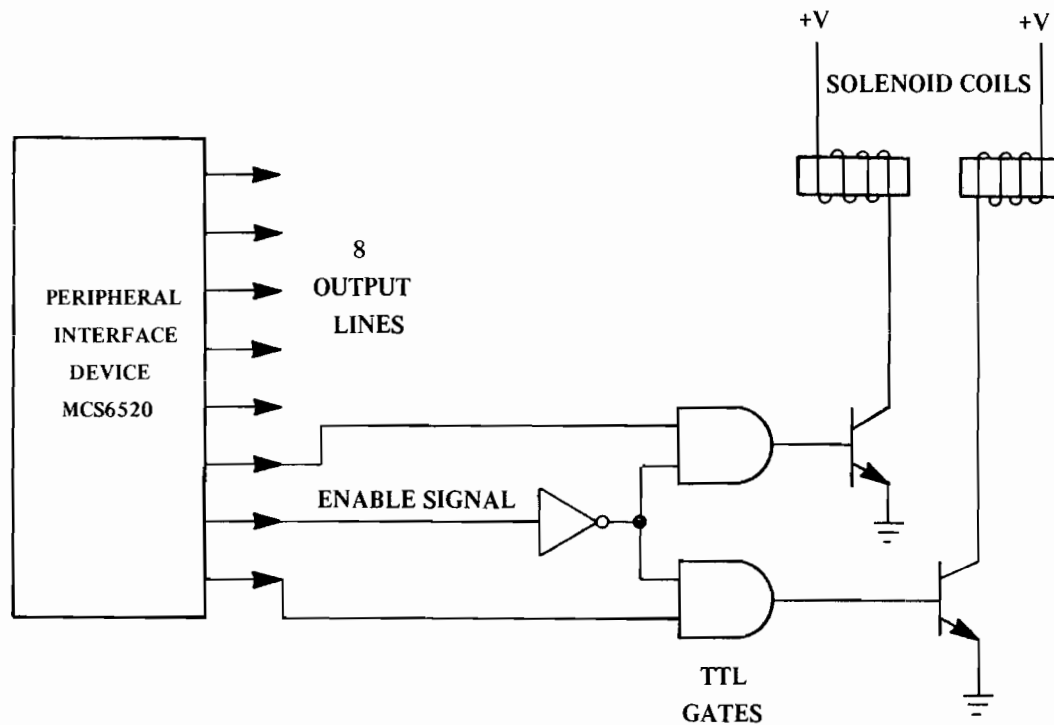 +V
+V
SOLENOID COILS
8
OUTPUT
LINES
PERIPHERAL
INTERFACE
DEVICE
MCS6520
ENABLE SIGNAL
TTL
GATES